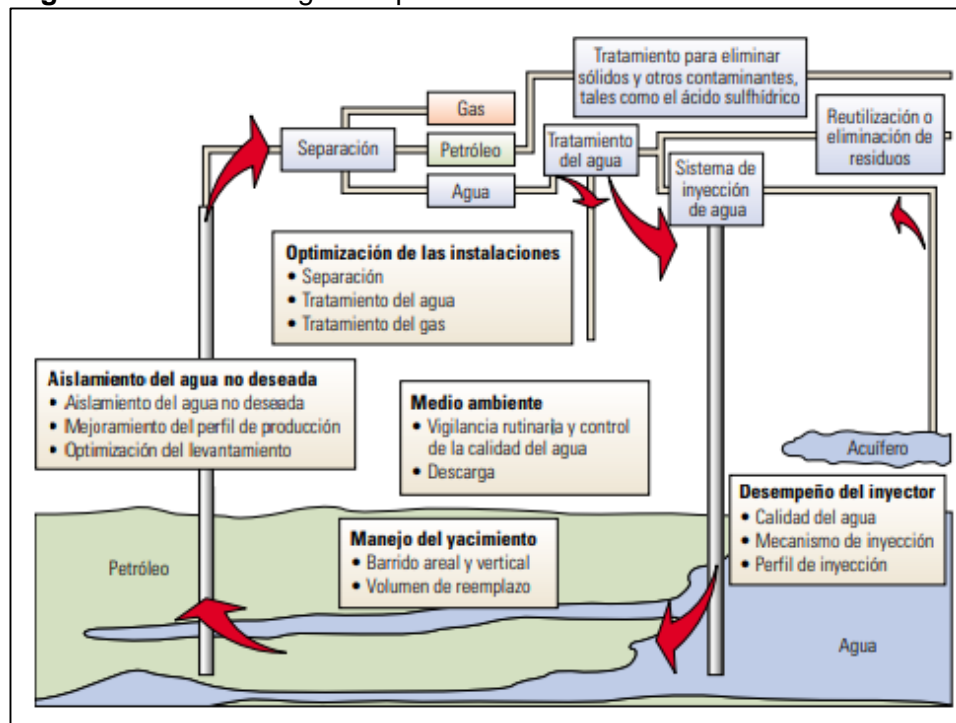 Tratamiento para eliminar
sólidos y otros contaminantes,
tales como el ácido sulfhídrico
Gas
Separación
Petróleo
Agua
Tratamiento
del agua
Reutilización o
eliminación de
residuos
Sistema de
inyección
de agua
Optimización de las instalaciones
• Separación
• Tratamiento del agua
• Tratamiento del gas
Aislamiento del agua no deseada
• Aislamiento del agua no deseada
• Mejoramiento del perfil de producción
• Optimización del levantamiento
Medio ambiente
• Vigilancia rutinaria y control
de la calidad del agua
• Descarga
Acuífero
Desempeño del inyector
• Calidad del agua
• Mecanismo de inyección
• Perfil de inyección
Manejo del yacimiento
• Barrido areal y vertical
• Volumen de reemplazo
Petróleo
Agua